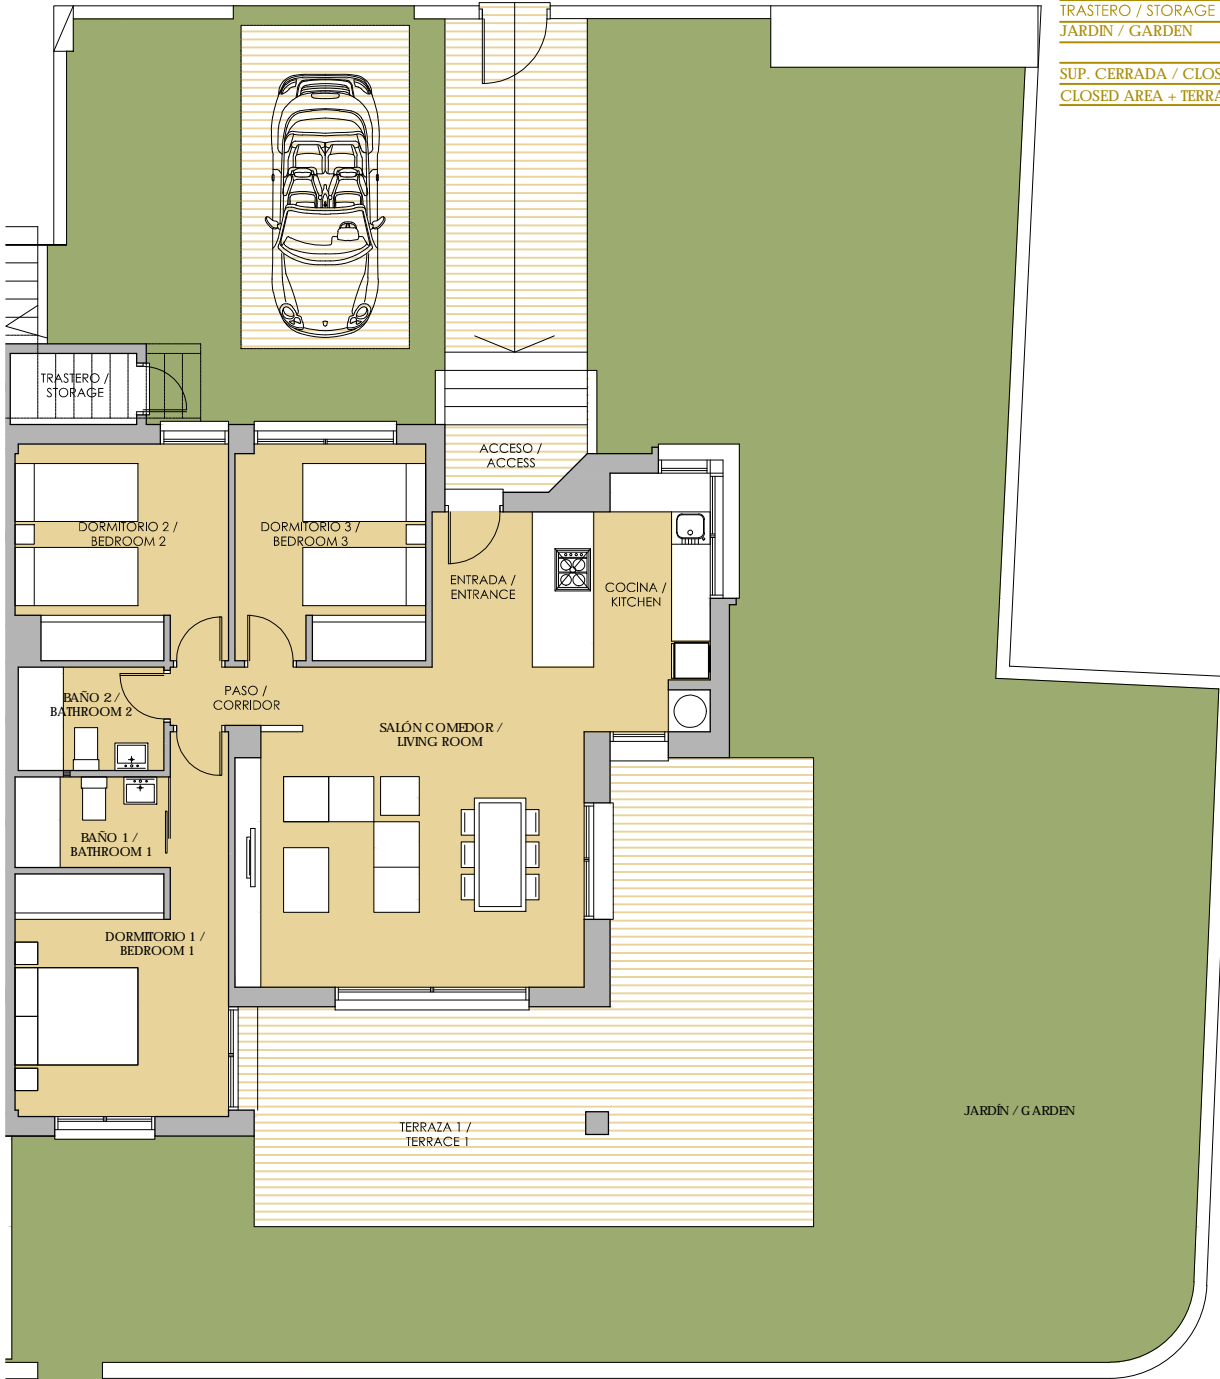 TRASTERO / STORAGE
JARDIN / GARDEN
SUP. CERRADA / CLOS
CLOSED AREA + TERRA
TRASTERO /
STORAGE
ACCESO /
ACCESS
DORMITORIO 2 /
BEDROOM 2
DORMITORIO 3 /
BEDROOM 3
ENTRADA /
ENTRANCE
COCINA /
KITCHEN
BAÑO 2 /
BATHROOM 2
PASO /
CORRIDOR
SALÓN COMEDOR /
LIVING ROOM
BAÑO 1 /
BATHROOM 1
DORMITORIO 1 /
BEDROOM 1
TERRAZA 1 /
TERRACE 1
JARDÍN / GARDEN